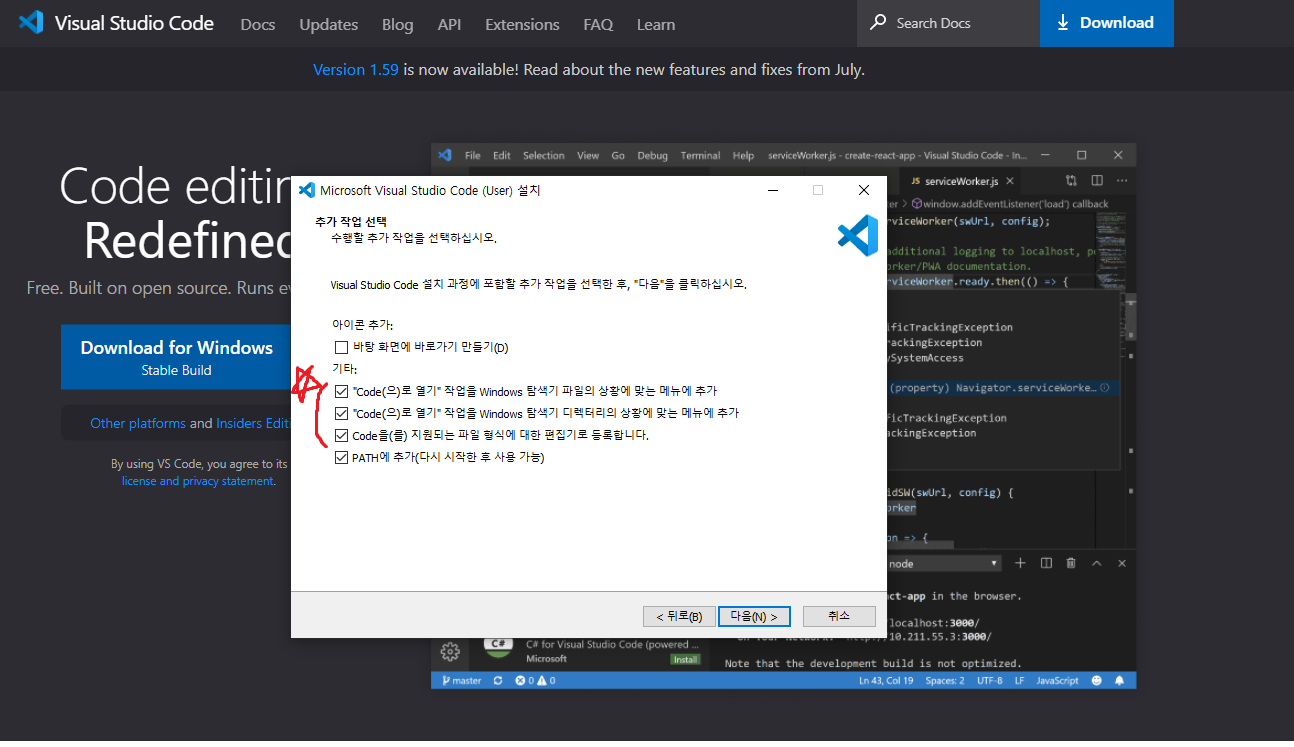 Visual Studio Code Docs Updates Blog API Extensions FAQ Learn Search Docs Download
Version 1.59 is now available! Read about the new features and fixes from July.
Code editin
Redefined
Free. Built on open source. Runs ev
Download for Windows
Stable Build
Other platforms and Insiders Editi
By using VS Code, you agree to its
license and privacy statement.
File Edit Selection View Go Debug Terminal Help serviceWorker.js - create-react-app - Visual Studio Code - In...
JS serviceWorker.js
window.addEventListener('load') callback
rviceWorker(swUrl, config);
additional logging to localhost,
orker/PWA documentation.
rviceWorker.ready.then(() => {
ificTrackingException
rackingException
ySystemAccess
(property) Navigator.serviceWorke...
ificTrackingException
ackingException
idSW(swUrl, config) {
orker
on => {
node
ct-app in the browser.
localhost:3000/
On Your Network: http://10.211.55.3:3000/
Note that the development build is not optimized.
Microsoft Visual Studio Code (User) 설치
추가 작업 선택
수행할 추가 작업을 선택하십시오.
Visual Studio Code 설치 과정에 포함할 추가 작업을 선택한 후, "다음"을 클릭하십시오.
아이콘 추가:
바탕 화면에 바로가기 만들기(D)
기타:
"Code(으)로 열기" 작업을 Windows 탐색기 파일의 상황에 맞는 메뉴에 추가
"Code(으)로 열기" 작업을 Windows 탐색기 디렉터리의 상황에 맞는 메뉴에 추가
Code을(를) 지원되는 파일 형식에 대한 편집기로 등록합니다.
PATH에 추가(다시 시작한 후 사용 가능)
< 뒤로(B) 다음(N) > 취소
C#
C# for Visual Studio Code (powered ...
Microsoft Install
master 0 0 Ln 43, Col 19 Spaces: 2 UTF-8 LF JavaScript